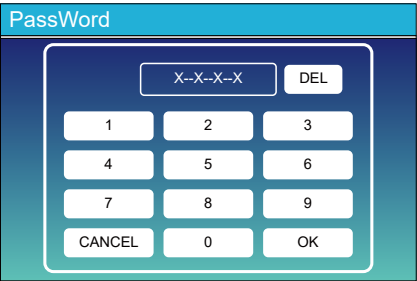 PassWord
X--X--X--X DEL
1 2 3
4 5 6
7 8 9
CANCEL 0 OK